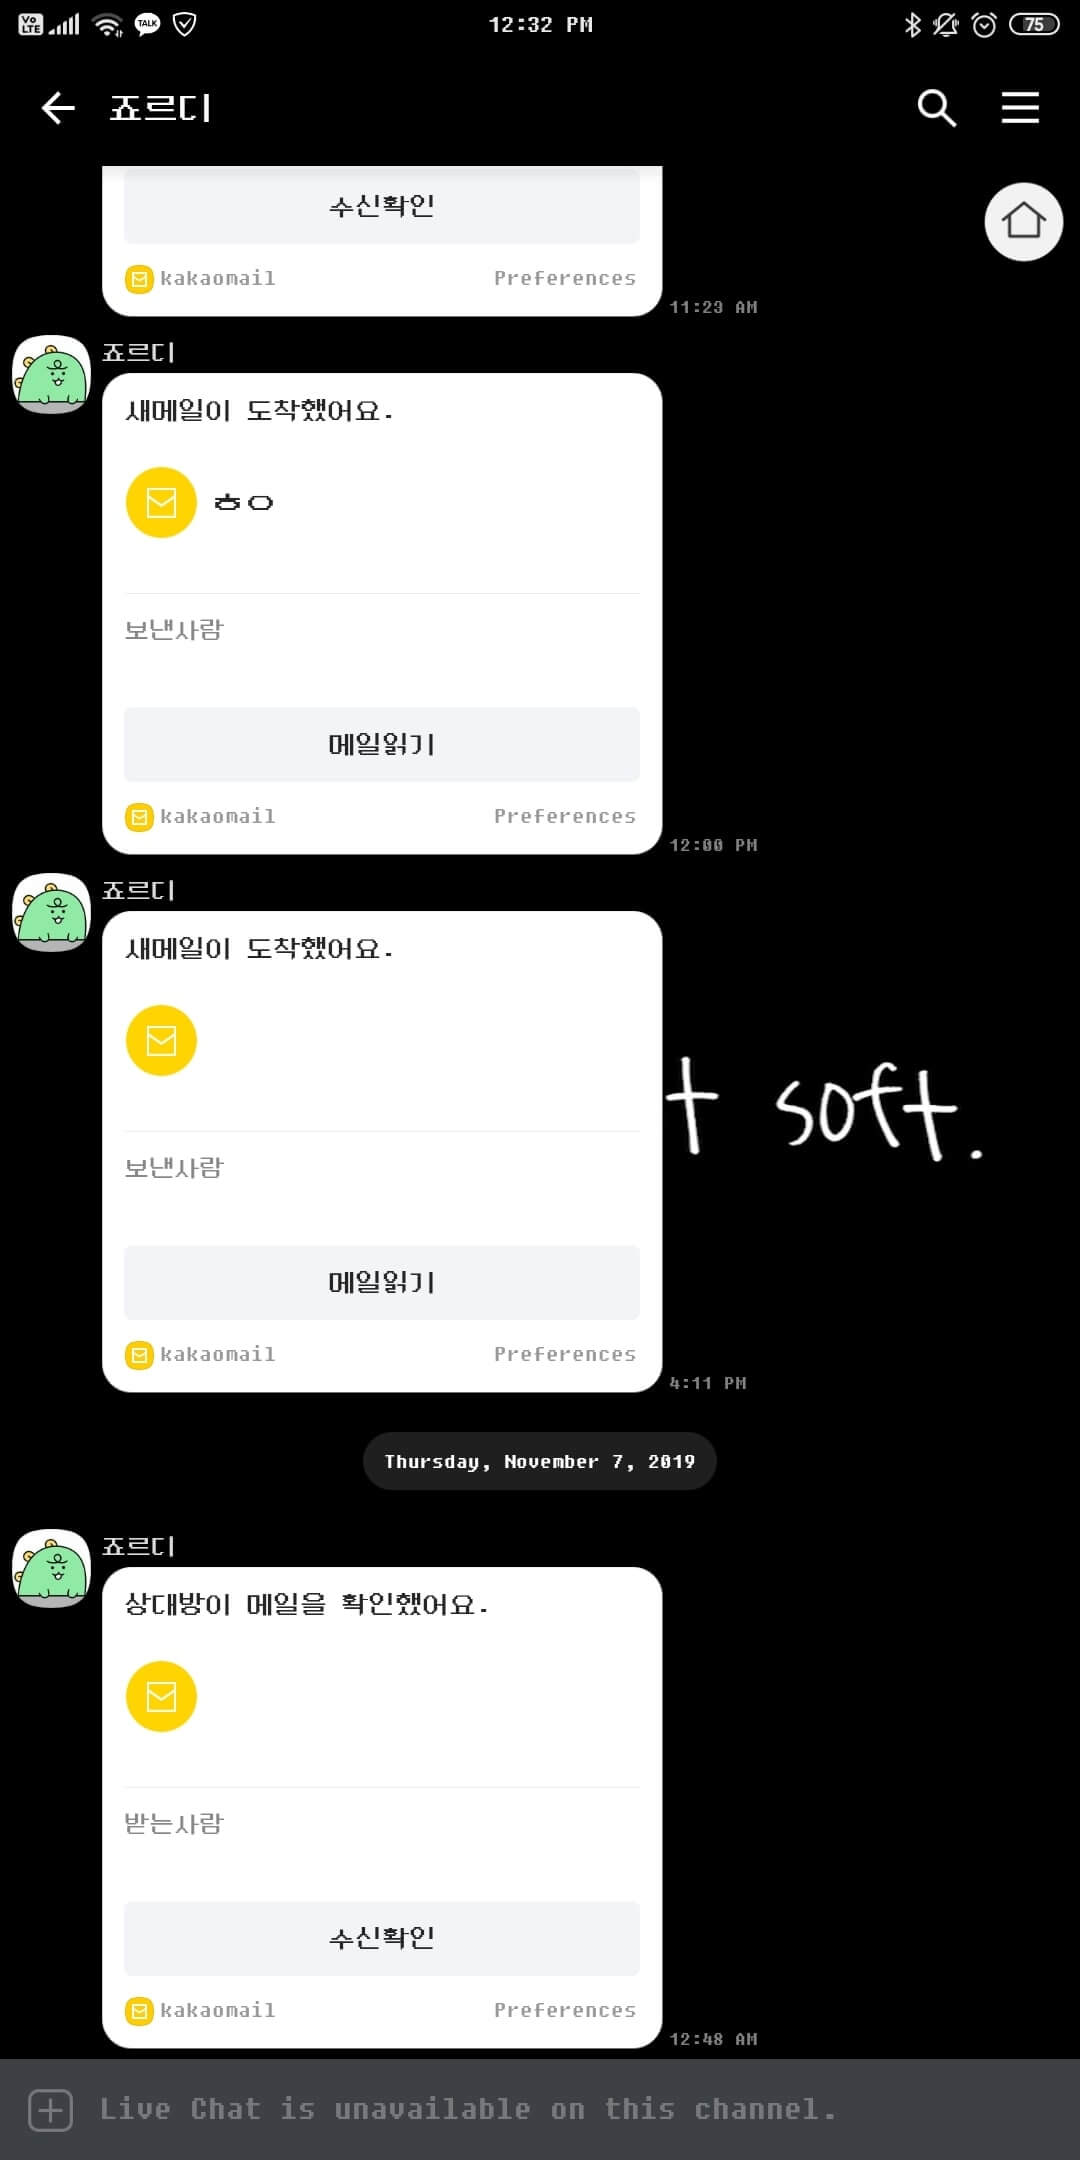 Vo LTE TALK 12:32 PM 75
죠르디
수신확인
kakaomail Preferences
11:23 AM
죠르디
새메일이 도착했어요.
ㅎㅇ
보낸사람
메일읽기
kakaomail Preferences
12:00 PM
죠르디
새메일이 도착했어요.
t soft.
보낸사람
메일읽기
kakaomail Preferences
4:11 PM
Thursday, November 7, 2019
죠르디
상대방이 메일을 확인했어요.
받는사람
수신확인
kakaomail Preferences
12:48 AM
Live Chat is unavailable on this channel.